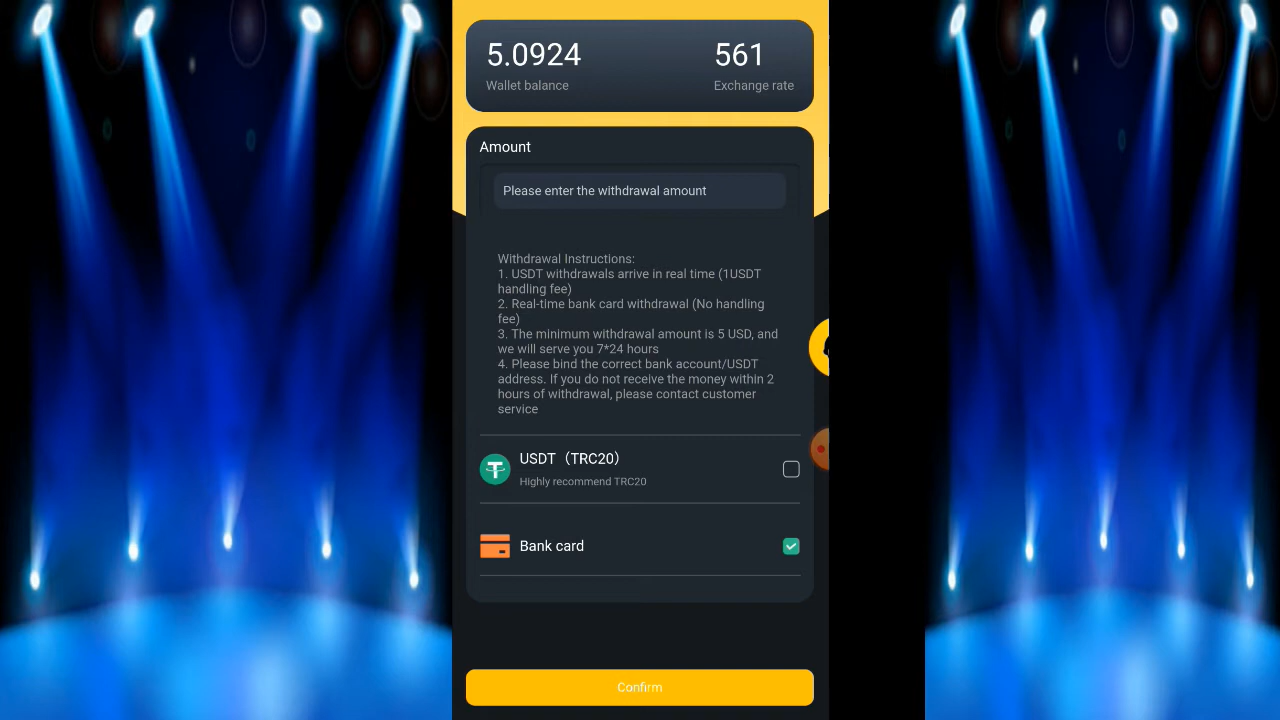 5.0924
561
Wallet balance
Exchange rate
Amount
Please enter the withdrawal amount
Withdrawal Instructions:
1. USDT withdrawals arrive in real time (1USDT
handling fee)
2. Real-time bank card withdrawal (No handling
fee)
3. The minimum withdrawal amount is 5 USD, and
we will serve you 7*24 hours
4. Please bind the correct bank account/USDT
address. If you do not receive the money within 2
hours of withdrawal, please contact customer
service
USDT（TRC20）
Highly recommend TRC20
Bank card
Confirm